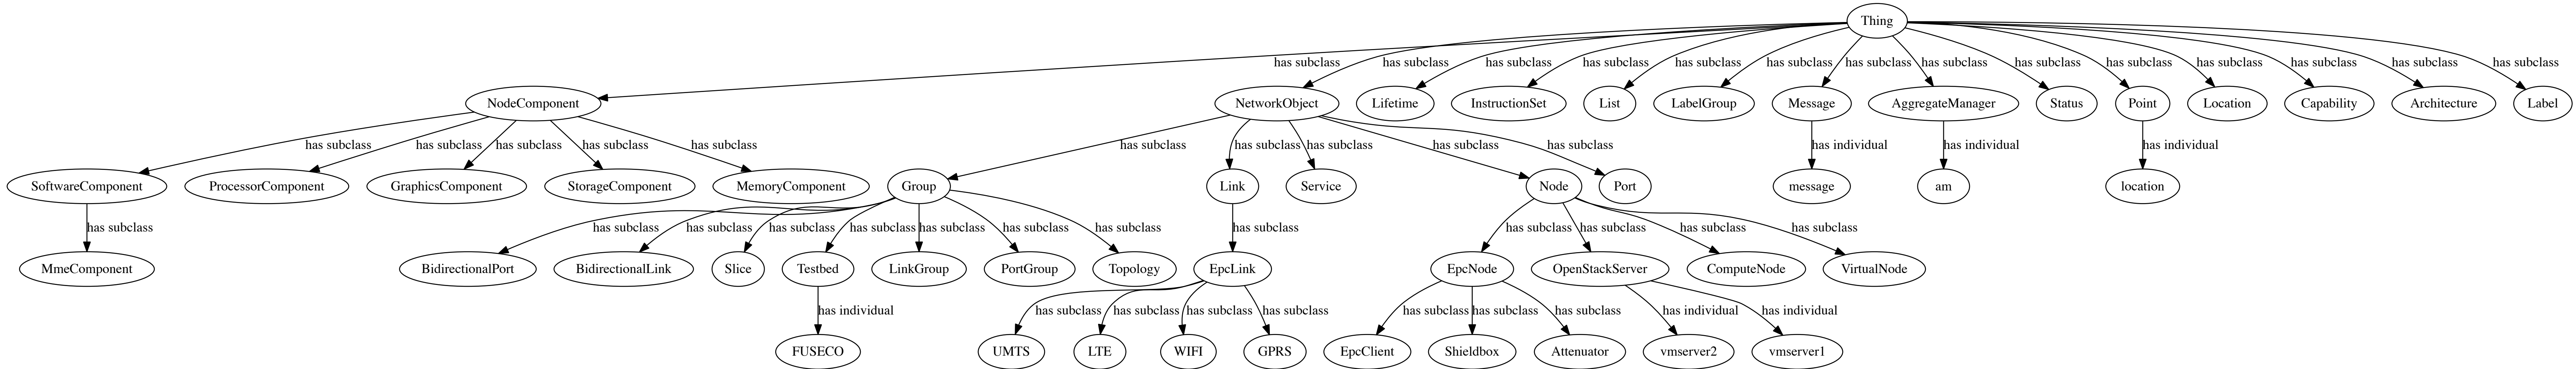 Thing
has subclass has subclass has subclass has subclass has subclass has subclass has subclass has subclass has subclass has subclass has subclass has subclass has subclass has subclass
NodeComponent NetworkObject Lifetime InstructionSet List LabelGroup Message AggregateManager Status Point Location Capability Architecture Label
has subclass has subclass has subclass has subclass has subclass has subclass has subclass has subclass has subclass has subclass has individual has individual has individual
SoftwareComponent ProcessorComponent GraphicsComponent StorageComponent MemoryComponent Group Link Service Node Port message am location
has subclass has subclass has subclass has subclass has subclass has subclass has subclass has subclass has subclass has subclass has subclass has subclass has subclass
MmeComponent BidirectionalPort BidirectionalLink Slice Testbed LinkGroup PortGroup Topology EpcLink EpcNode OpenStackServer ComputeNode VirtualNode
has individual has subclass has subclass has subclass has subclass has subclass has subclass has subclass has individual has individual
FUSECO UMTS LTE WIFI GPRS EpcClient Shieldbox Attenuator vmserver2 vmserver1